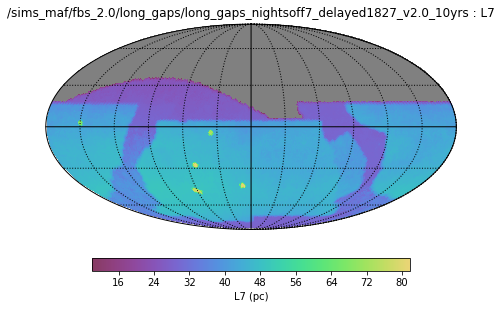 /sims_maf/fbs_2.0/long_gaps/long_gaps_nightsoff7_delayed1827_v2.0_10yrs : L7
16 24 32 40 48 56 64 72 80
L7 (pc)